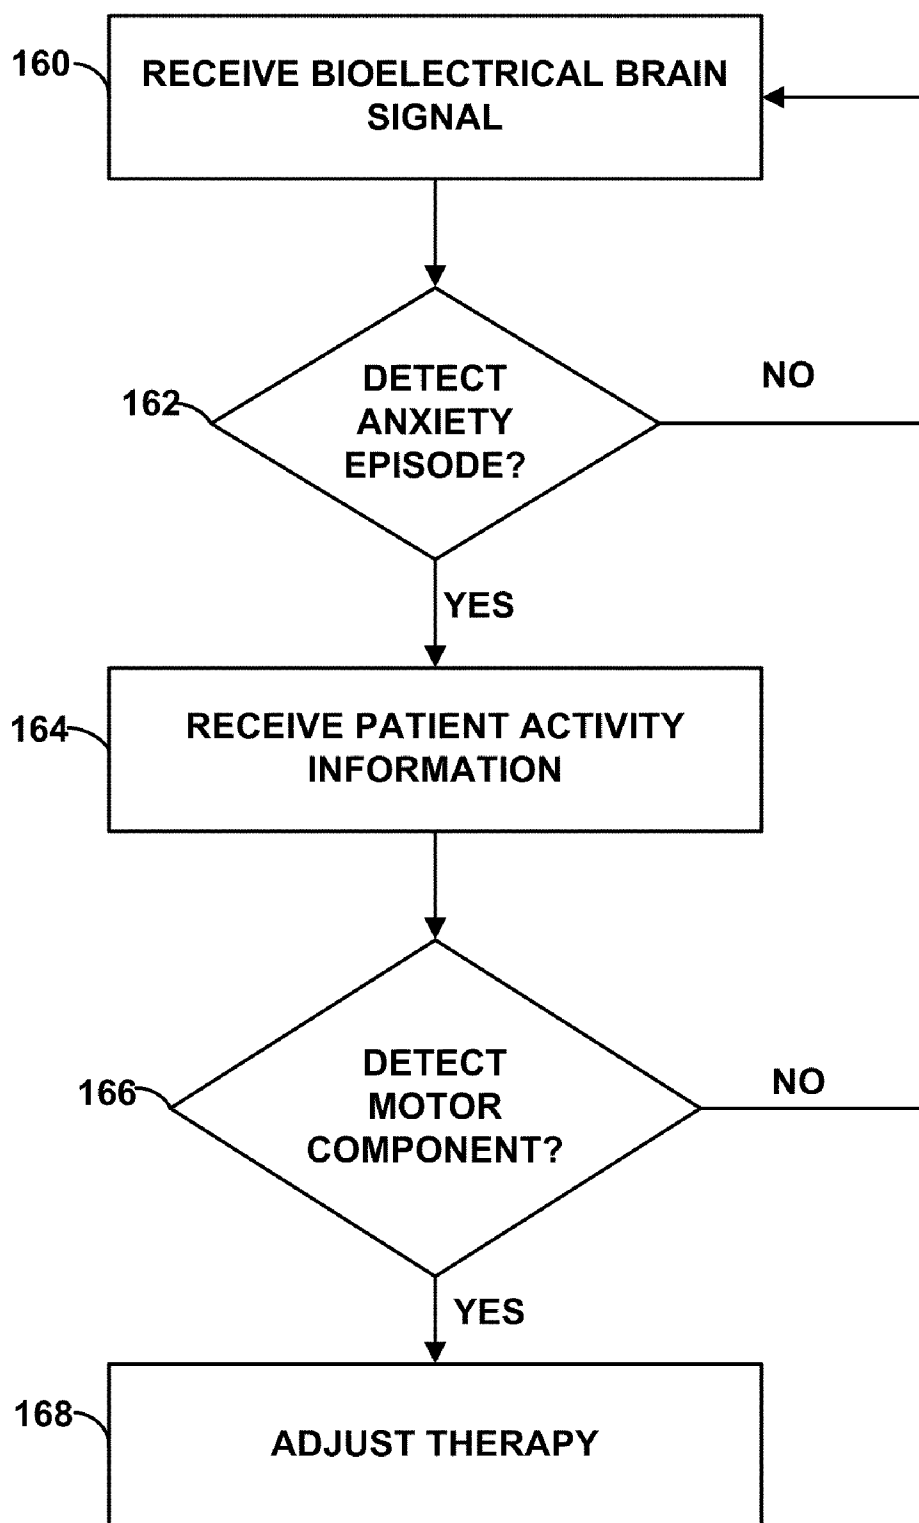 160
RECEIVE BIOELECTRICAL BRAIN
SIGNAL
162
DETECT
ANXIETY
EPISODE?
NO
YES
164
RECEIVE PATIENT ACTIVITY
INFORMATION
166
DETECT
MOTOR
COMPONENT?
NO
YES
168
ADJUST THERAPY